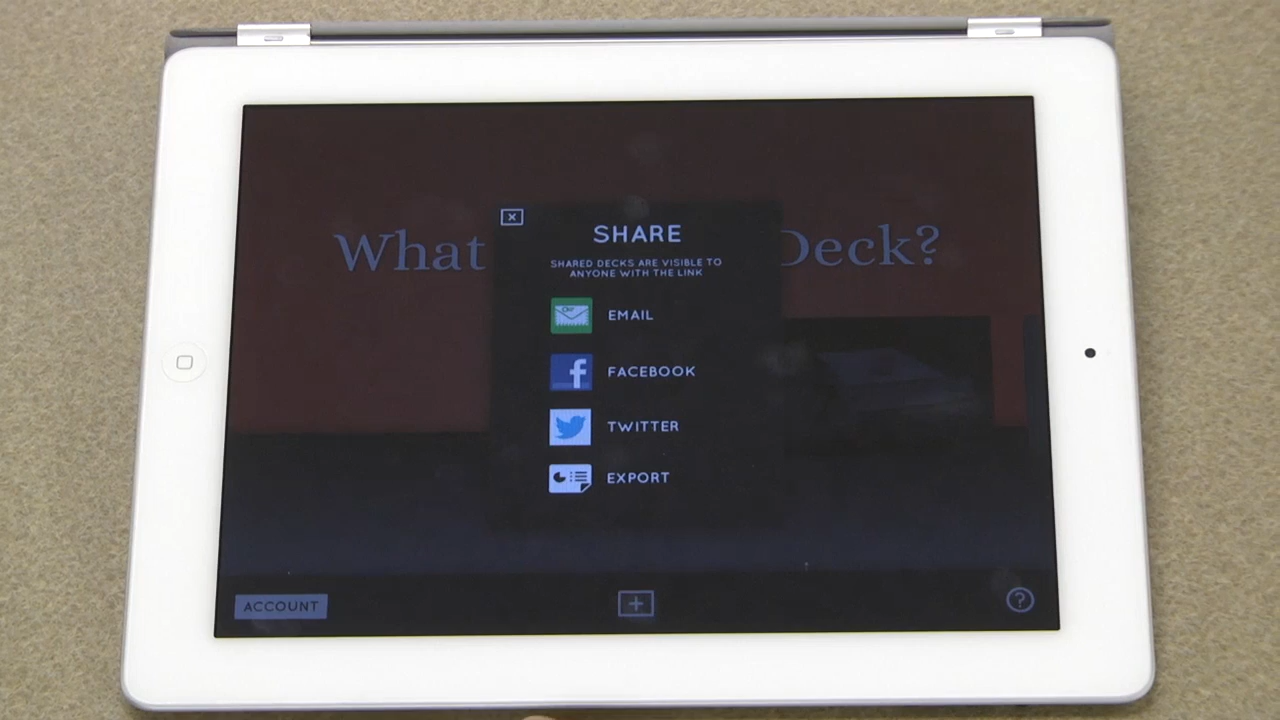 What Deck?
SHARE
SHARED DECKS ARE VISIBLE TO
ANYONE WITH THE LINK
EMAIL
FACEBOOK
TWITTER
EXPORT
ACCOUNT
?